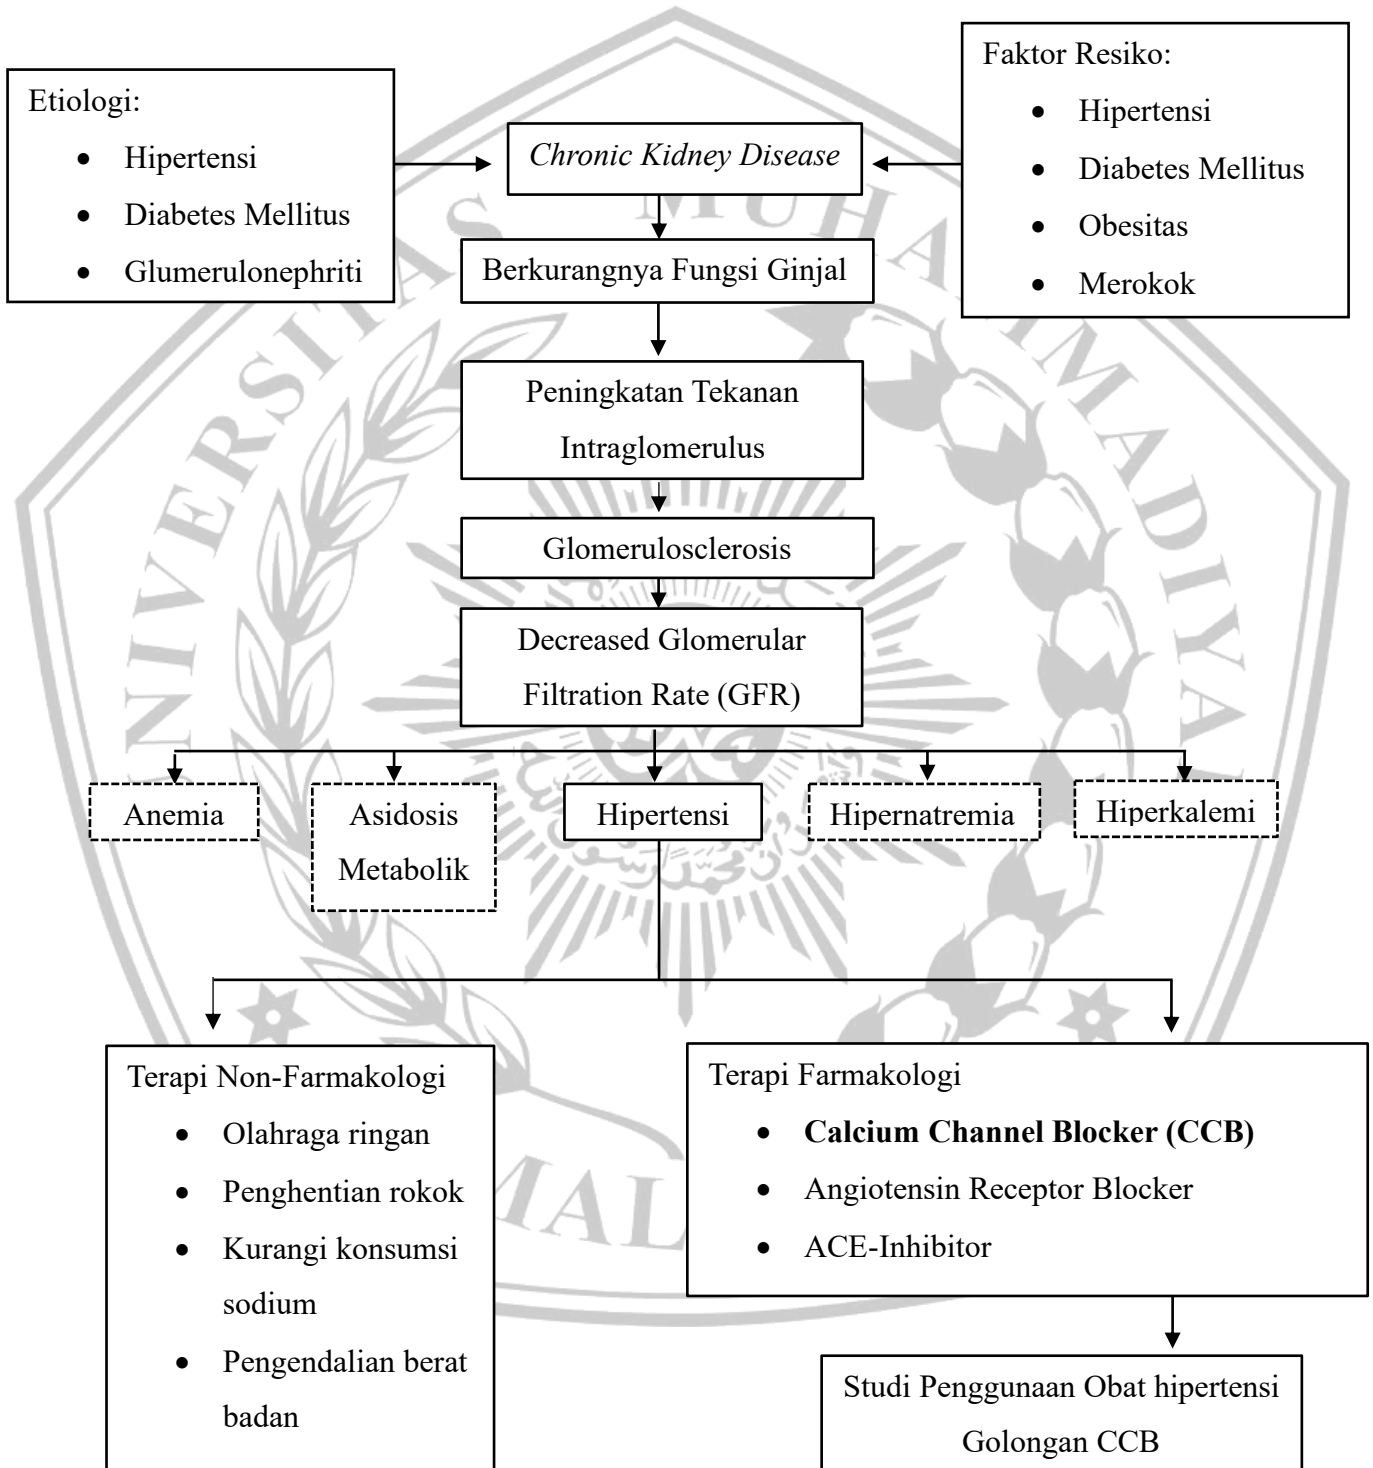 Etiologi:
• Hipertensi
• Diabetes Mellitus
• Glumerulonephriti
Chronic Kidney Disease
Faktor Resiko:
• Hipertensi
• Diabetes Mellitus
• Obesitas
• Merokok
Berkurangnya Fungsi Ginjal
Peningkatan Tekanan
Intraglomerulus
Glomerulosclerosis
Decreased Glomerular
Filtration Rate (GFR)
Anemia
Asidosis
Metabolik
Hipertensi
Hipernatremia
Hiperkalemi
Terapi Non-Farmakologi
• Olahraga ringan
• Penghentian rokok
• Kurangi konsumsi
sodium
• Pengendalian berat
badan
Terapi Farmakologi
• Calcium Channel Blocker (CCB)
• Angiotensin Receptor Blocker
• ACE-Inhibitor
Studi Penggunaan Obat hipertensi
Golongan CCB
UNIVERSITAS MUHAMMADIYAH
MAL